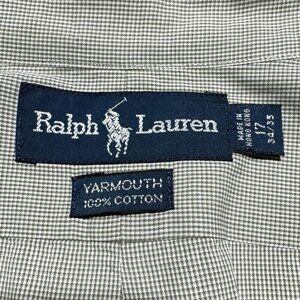 Ralph Lauren
MADE IN
HONG KONG
17
34/35
YARMOUTH
100% COTTON